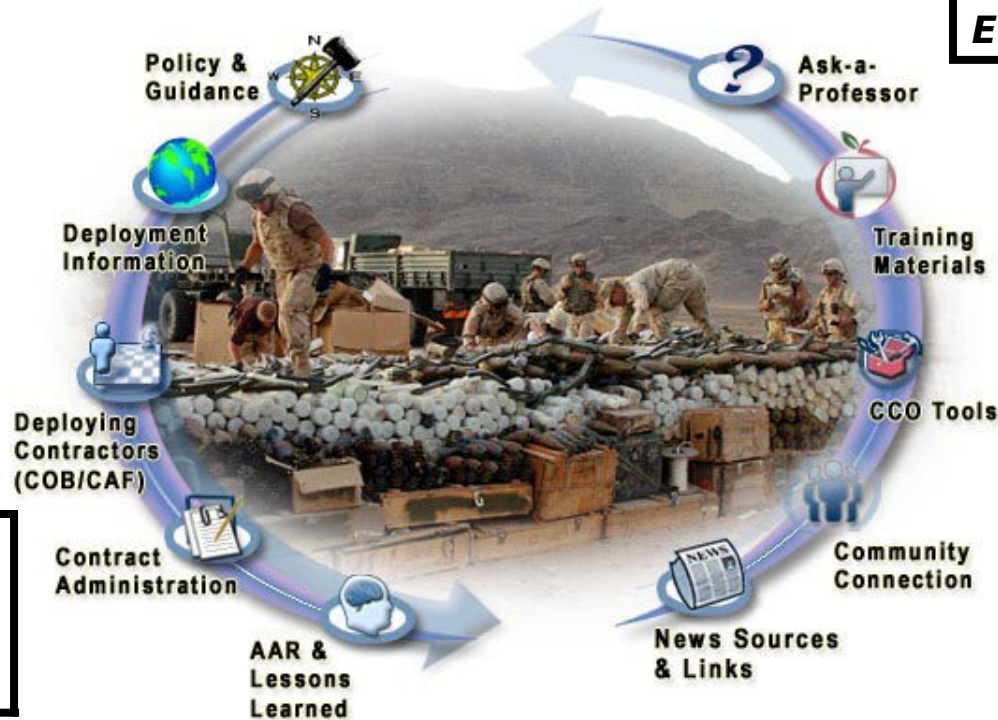 E
Policy &
Guidance
N
W
E
S
Ask-a-
Professor
Deployment
Information
Training
Materials
Deploying
Contractors
(COB/CAF)
CCO Tools
Contract
Administration
Community
Connection
NEWS
AAR &
Lessons
Learned
News Sources
& Links